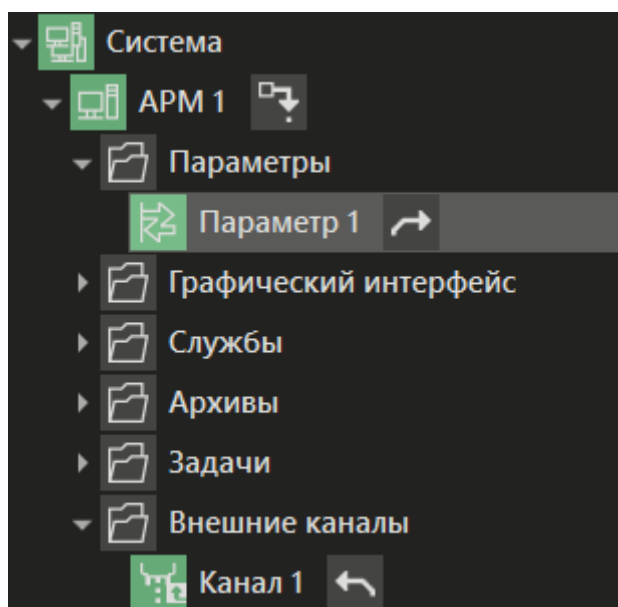 Система
АРМ 1
Параметры
Параметр 1
Графический интерфейс
Службы
Архивы
Задачи
Внешние каналы
Канал 1